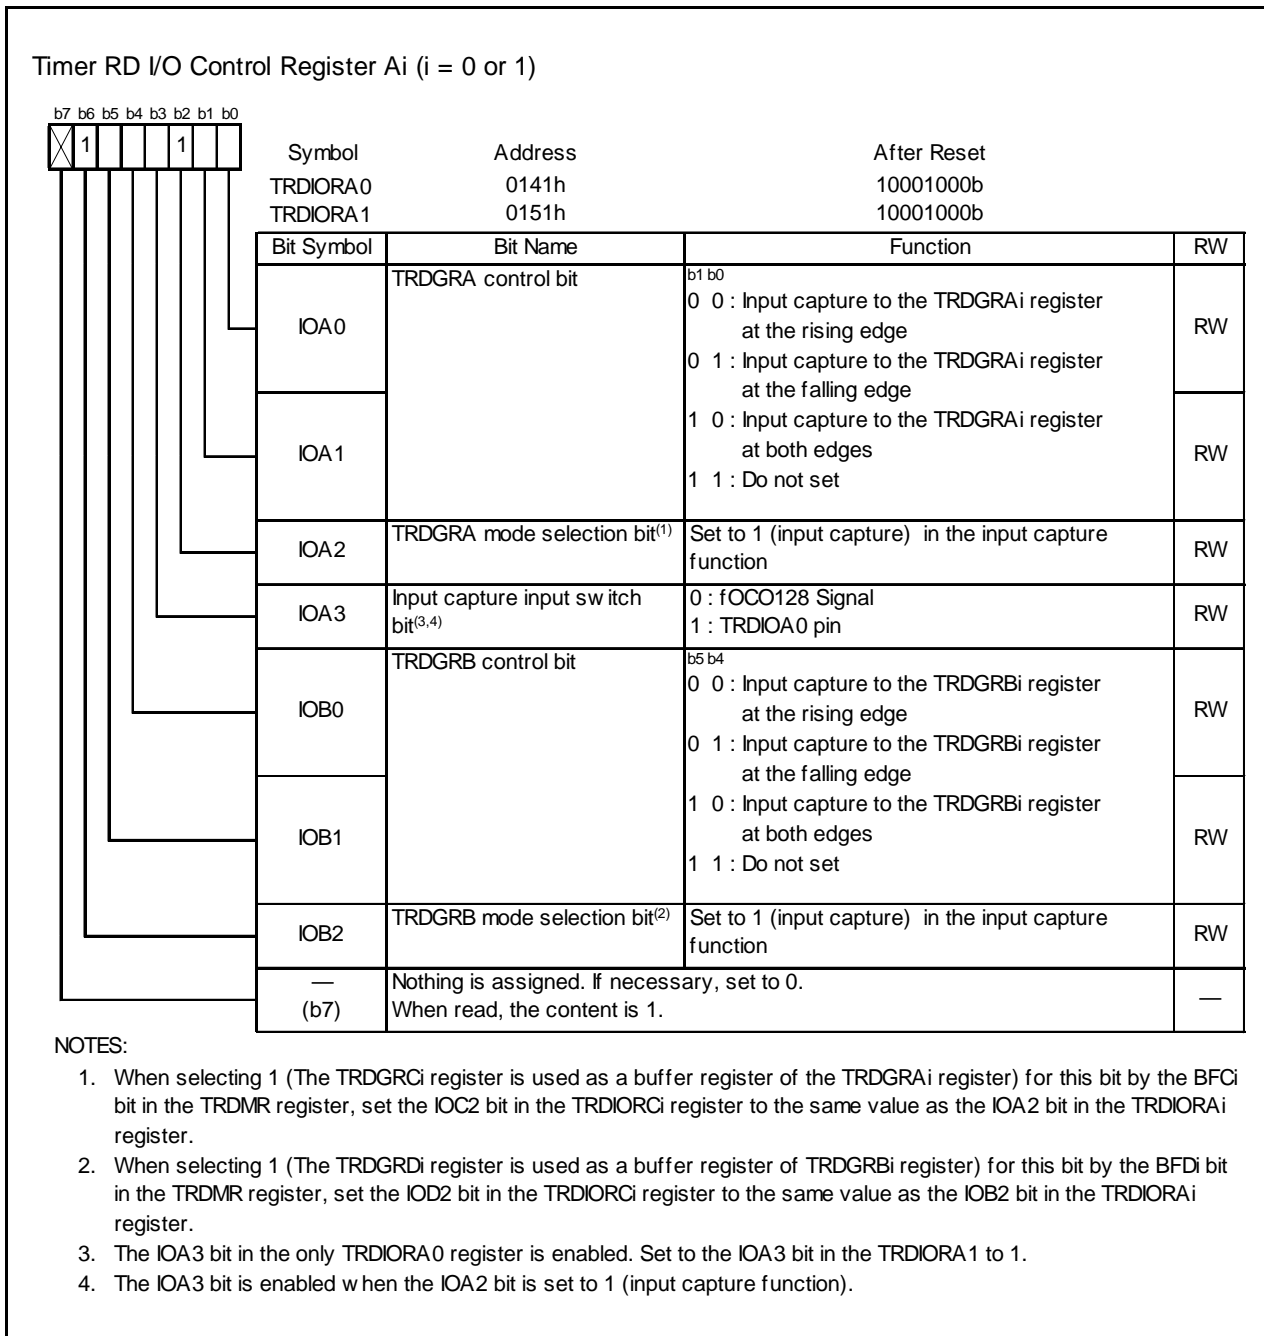 Timer RD I/O Control Register Ai (i = 0 or 1)
b7 b6 b5 b4 b3 b2 b1 b0
1 1
Symbol Address After Reset
TRDIORA0 0141h 10001000b
TRDIORA1 0151h 10001000b
Bit Symbol Bit Name Function RW
IOA0
IOA1
TRDGRA control bit
b1 b0
0 0 : Input capture to the TRDGRAi register
at the rising edge
0 1 : Input capture to the TRDGRAi register
at the falling edge
1 0 : Input capture to the TRDGRAi register
at both edges
1 1 : Do not set
RW
RW
IOA2
TRDGRA mode selection bit(1)
Set to 1 (input capture) in the input capture
function
RW
IOA3
Input capture input switch
bit(3,4)
0 : fOCO128 Signal
1 : TRDIOA0 pin
RW
IOB0
IOB1
TRDGRB control bit
b5 b4
0 0 : Input capture to the TRDGRBi register
at the rising edge
0 1 : Input capture to the TRDGRBi register
at the falling edge
1 0 : Input capture to the TRDGRBi register
at both edges
1 1 : Do not set
RW
RW
IOB2
TRDGRB mode selection bit(2)
Set to 1 (input capture) in the input capture
function
RW
—
(b7)
Nothing is assigned. If necessary, set to 0.
When read, the content is 1.
—
NOTES:
1. When selecting 1 (The TRDGRCi register is used as a buffer register of the TRDGRAi register) for this bit by the BFCi
bit in the TRDMR register, set the IOC2 bit in the TRDIORCi register to the same value as the IOA2 bit in the TRDIORAi
register.
2. When selecting 1 (The TRDGRDi register is used as a buffer register of TRDGRBi register) for this bit by the BFDi bit
in the TRDMR register, set the IOD2 bit in the TRDIORCi register to the same value as the IOB2 bit in the TRDIORAi
register.
3. The IOA3 bit in the only TRDIORA0 register is enabled. Set to the IOA3 bit in the TRDIORA1 to 1.
4. The IOA3 bit is enabled when the IOA2 bit is set to 1 (input capture function).